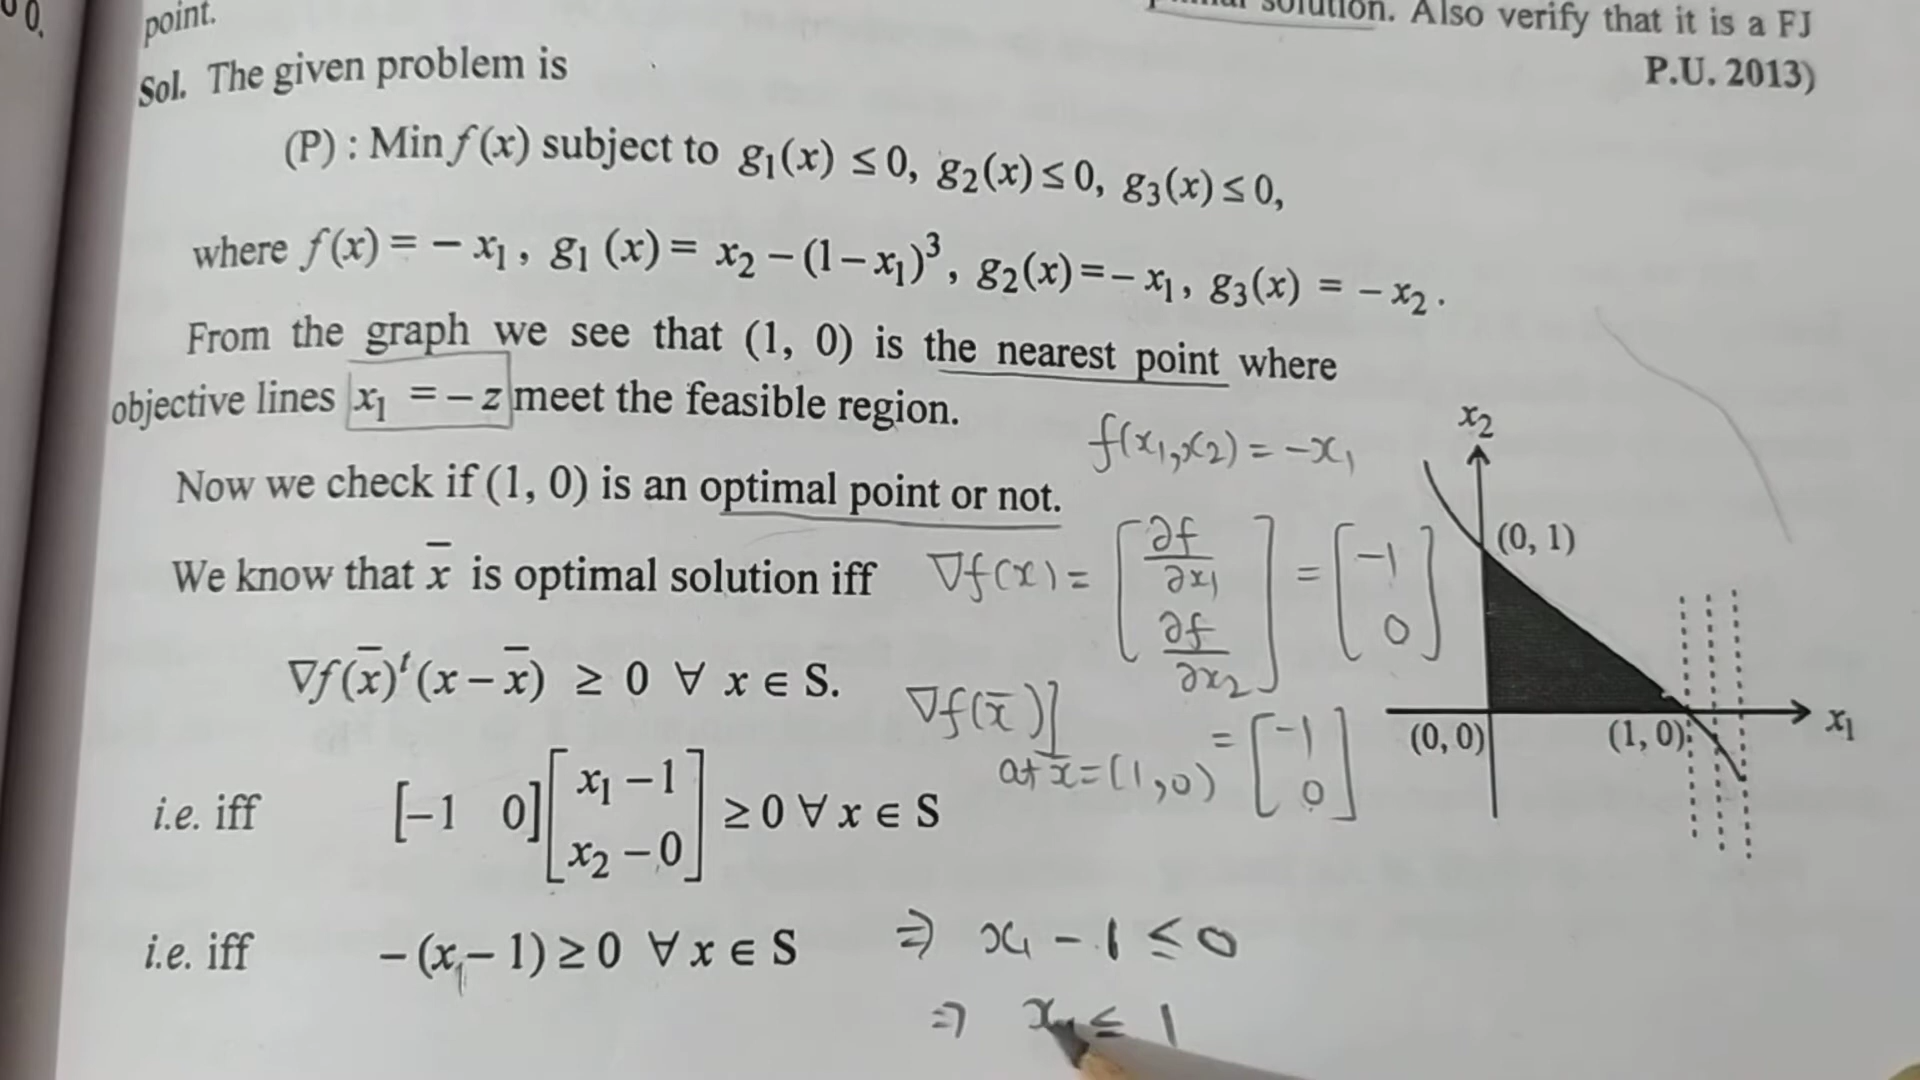 0.
point.
solution. Also verify that it is a FJ
P.U. 2013)
Sol. The given problem is
(P) : Min f(x) subject to g₁(x) ≤ 0, g₂(x) ≤ 0, g₃(x) ≤ 0,
where f(x) = − x₁, g₁ (x) = x₂ − (1 − x₁)³, g₂(x) = − x₁, g₃(x) = − x₂.
From the graph we see that (1, 0) is the nearest point where
objective lines x₁ = − z meet the feasible region.
f(x₁,x₂) = −x₁
Now we check if (1, 0) is an optimal point or not.
We know that x̄ is optimal solution iff
∇f(x) = [∂f/∂x₁ ∂f/∂x₂] = [−1 0]
∇f(x̄)ᵗ(x − x̄) ≥ 0 ∀ x ∈ S.
∇f(x̄)] at x̄=(1,0) = [−1 0]
i.e. iff [−1 0] [x₁ − 1 x₂ − 0] ≥ 0 ∀ x ∈ S
i.e. iff − (x₁ − 1) ≥ 0 ∀ x ∈ S
⇒ x₁ − 1 ≤ 0
⇒ x₁ ≤ 1
x₂
(0, 1)
(0, 0)
(1, 0)
x₁